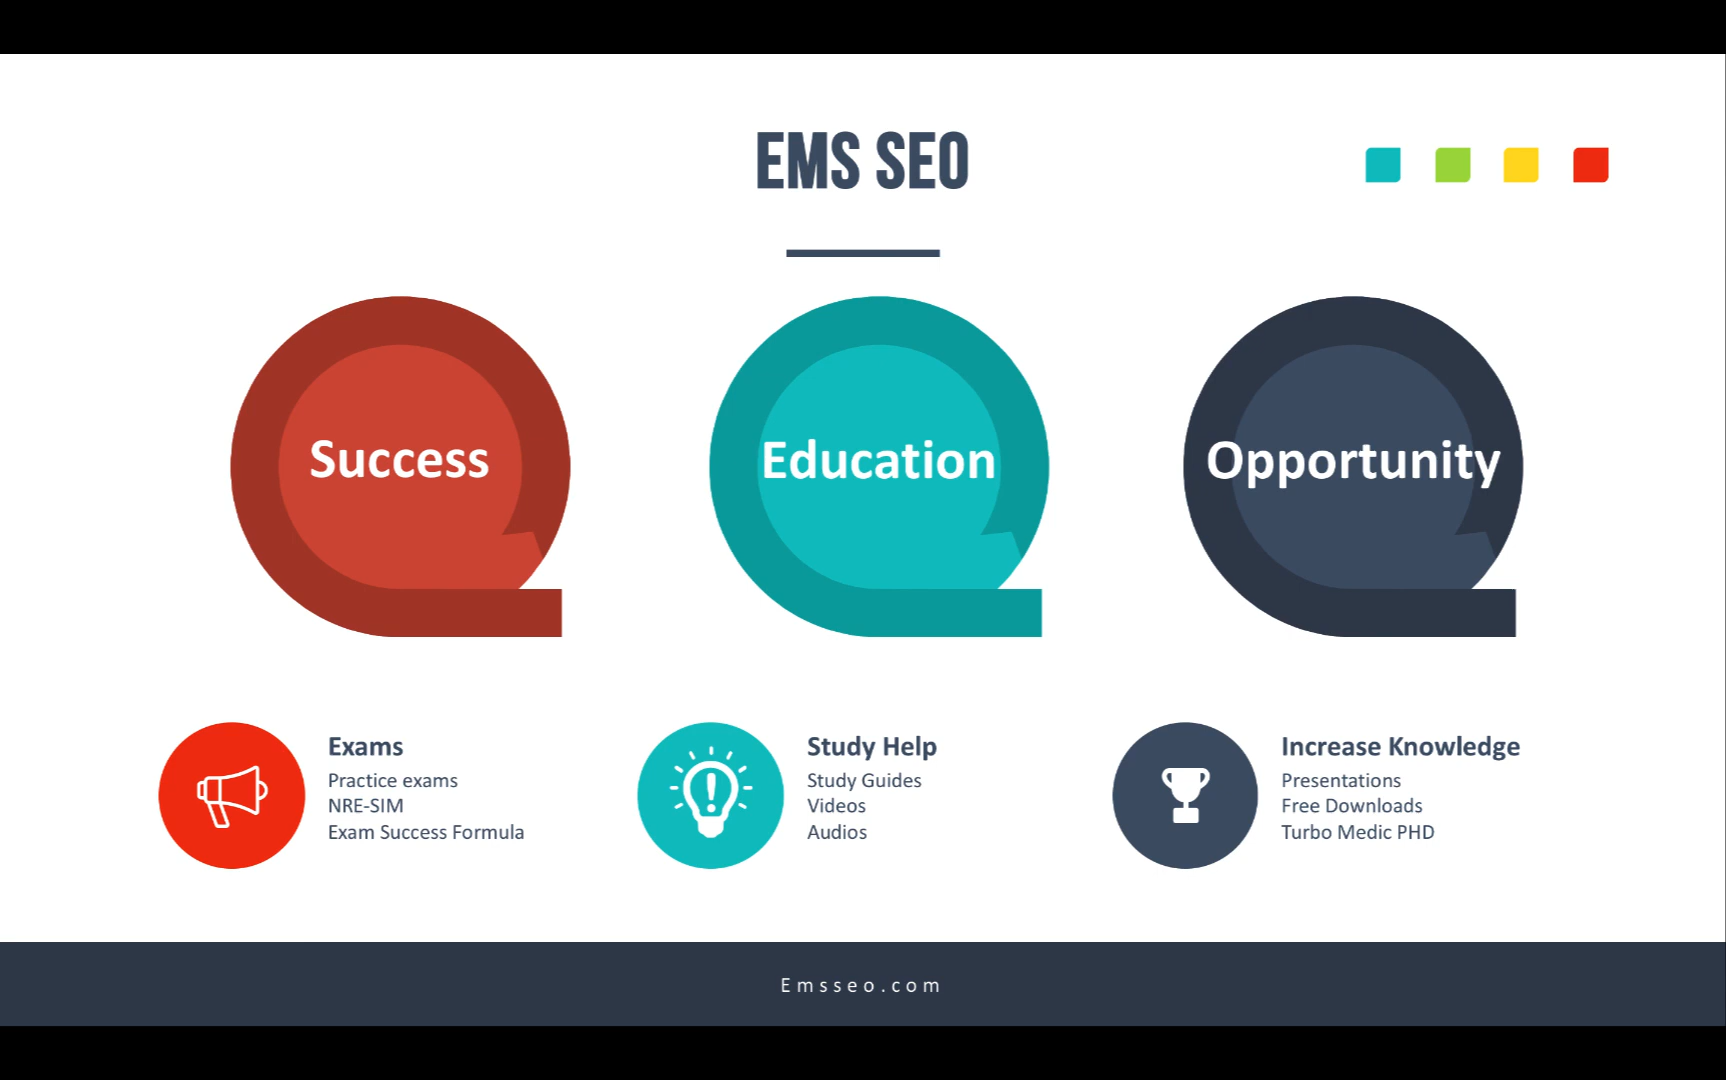 EMS SEO
Success
Education
Opportunity
Exams
Practice exams
NRE-SIM
Exam Success Formula
Study Help
Study Guides
Videos
Audios
Increase Knowledge
Presentations
Free Downloads
Turbo Medic PHD
Emsseo.com